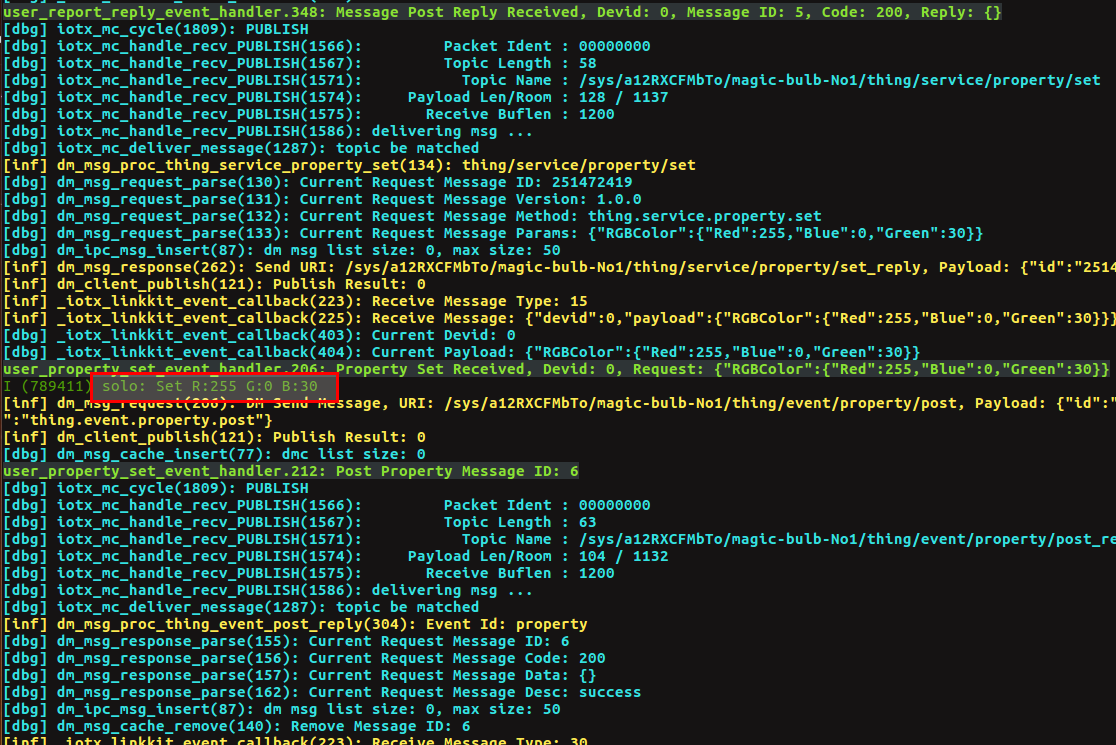 user_report_reply_event_handler.348: Message Post Reply Received, Devid: 0, Message ID: 5, Code: 200, Reply: {}
[dbg] iotx_mc_cycle(1809): PUBLISH
[dbg] iotx_mc_handle_recv_PUBLISH(1566):         Packet Ident : 00000000
[dbg] iotx_mc_handle_recv_PUBLISH(1567):         Topic Length : 58
[dbg] iotx_mc_handle_recv_PUBLISH(1571):           Topic Name : /sys/a12RXCFMbTo/magic-bulb-No1/thing/service/property/set
[dbg] iotx_mc_handle_recv_PUBLISH(1574):     Payload Len/Room : 128 / 1137
[dbg] iotx_mc_handle_recv_PUBLISH(1575):       Receive Buflen : 1200
[dbg] iotx_mc_handle_recv_PUBLISH(1586): delivering msg ...
[dbg] iotx_mc_deliver_message(1287): topic be matched
[inf] dm_msg_proc_thing_service_property_set(134): thing/service/property/set
[dbg] dm_msg_request_parse(130): Current Request Message ID: 251472419
[dbg] dm_msg_request_parse(131): Current Request Message Version: 1.0.0
[dbg] dm_msg_request_parse(132): Current Request Message Method: thing.service.property.set
[dbg] dm_msg_request_parse(133): Current Request Message Params: {"RGBColor":{"Red":255,"Blue":0,"Green":30}}
[dbg] dm_ipc_msg_insert(87): dm msg list size: 0, max size: 50
[inf] dm_msg_response(262): Send URI: /sys/a12RXCFMbTo/magic-bulb-No1/thing/service/property/set_reply, Payload: {"id":"2514
[inf] dm_client_publish(121): Publish Result: 0
[inf] _iotx_linkkit_event_callback(223): Receive Message Type: 15
[inf] _iotx_linkkit_event_callback(225): Receive Message: {"devid":0,"payload":{"RGBColor":{"Red":255,"Blue":0,"Green":30}}}
[dbg] _iotx_linkkit_event_callback(403): Current Devid: 0
[dbg] _iotx_linkkit_event_callback(404): Current Payload: {"RGBColor":{"Red":255,"Blue":0,"Green":30}}
user_property_set_event_handler.206: Property Set Received, Devid: 0, Request: {"RGBColor":{"Red":255,"Blue":0,"Green":30}}
I (789411) solo: Set R:255 G:0 B:30
[inf] dm_msg_request(208): DM Send Message, URI: /sys/a12RXCFMbTo/magic-bulb-No1/thing/event/property/post, Payload: {"id":"
":"thing.event.property.post"}
[inf] dm_client_publish(121): Publish Result: 0
[dbg] dm_msg_cache_insert(77): dmc list size: 0
user_property_set_event_handler.212: Post Property Message ID: 6
[dbg] iotx_mc_cycle(1809): PUBLISH
[dbg] iotx_mc_handle_recv_PUBLISH(1566):         Packet Ident : 00000000
[dbg] iotx_mc_handle_recv_PUBLISH(1567):         Topic Length : 63
[dbg] iotx_mc_handle_recv_PUBLISH(1571):           Topic Name : /sys/a12RXCFMbTo/magic-bulb-No1/thing/event/property/post_re
[dbg] iotx_mc_handle_recv_PUBLISH(1574):     Payload Len/Room : 104 / 1132
[dbg] iotx_mc_handle_recv_PUBLISH(1575):       Receive Buflen : 1200
[dbg] iotx_mc_handle_recv_PUBLISH(1586): delivering msg ...
[dbg] iotx_mc_deliver_message(1287): topic be matched
[inf] dm_msg_proc_thing_event_post_reply(304): Event Id: property
[dbg] dm_msg_response_parse(155): Current Request Message ID: 6
[dbg] dm_msg_response_parse(156): Current Request Message Code: 200
[dbg] dm_msg_response_parse(157): Current Request Message Data: {}
[dbg] dm_msg_response_parse(162): Current Request Message Desc: success
[dbg] dm_ipc_msg_insert(87): dm msg list size: 0, max size: 50
[dbg] dm_msg_cache_remove(140): Remove Message ID: 6
[inf] _iotx_linkkit_event_callback(223): Receive Message Type: 30